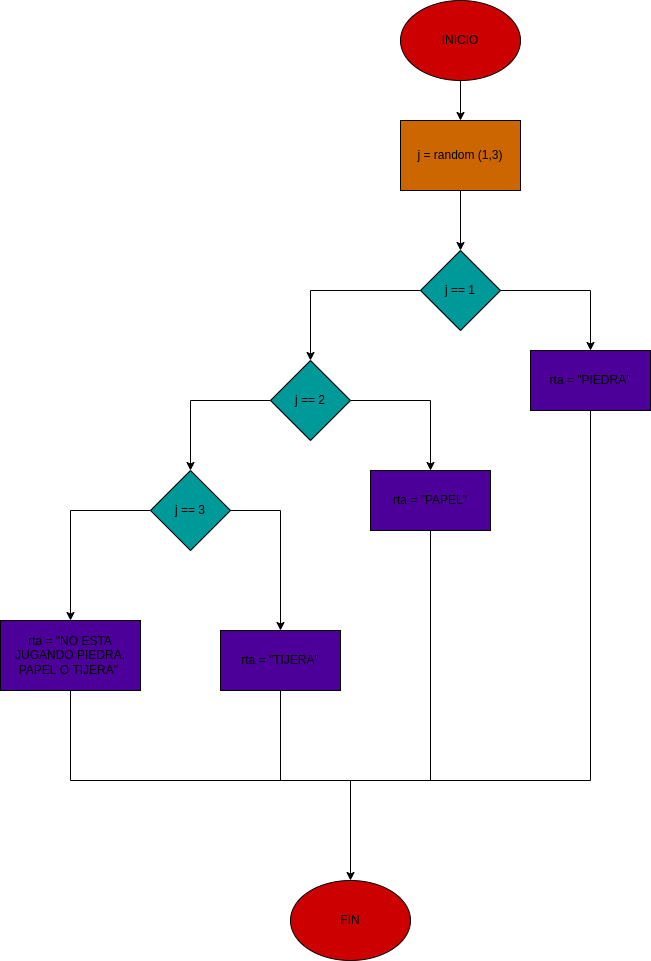 INICIO
j = random (1,3)
j == 1
rta = "PIEDRA"
j == 2
rta = "PAPEL"
j == 3
rta = "NO ESTA
JUGANDO PIEDRA,
PAPEL O TIJERA"
rta = "TIJERA"
FIN